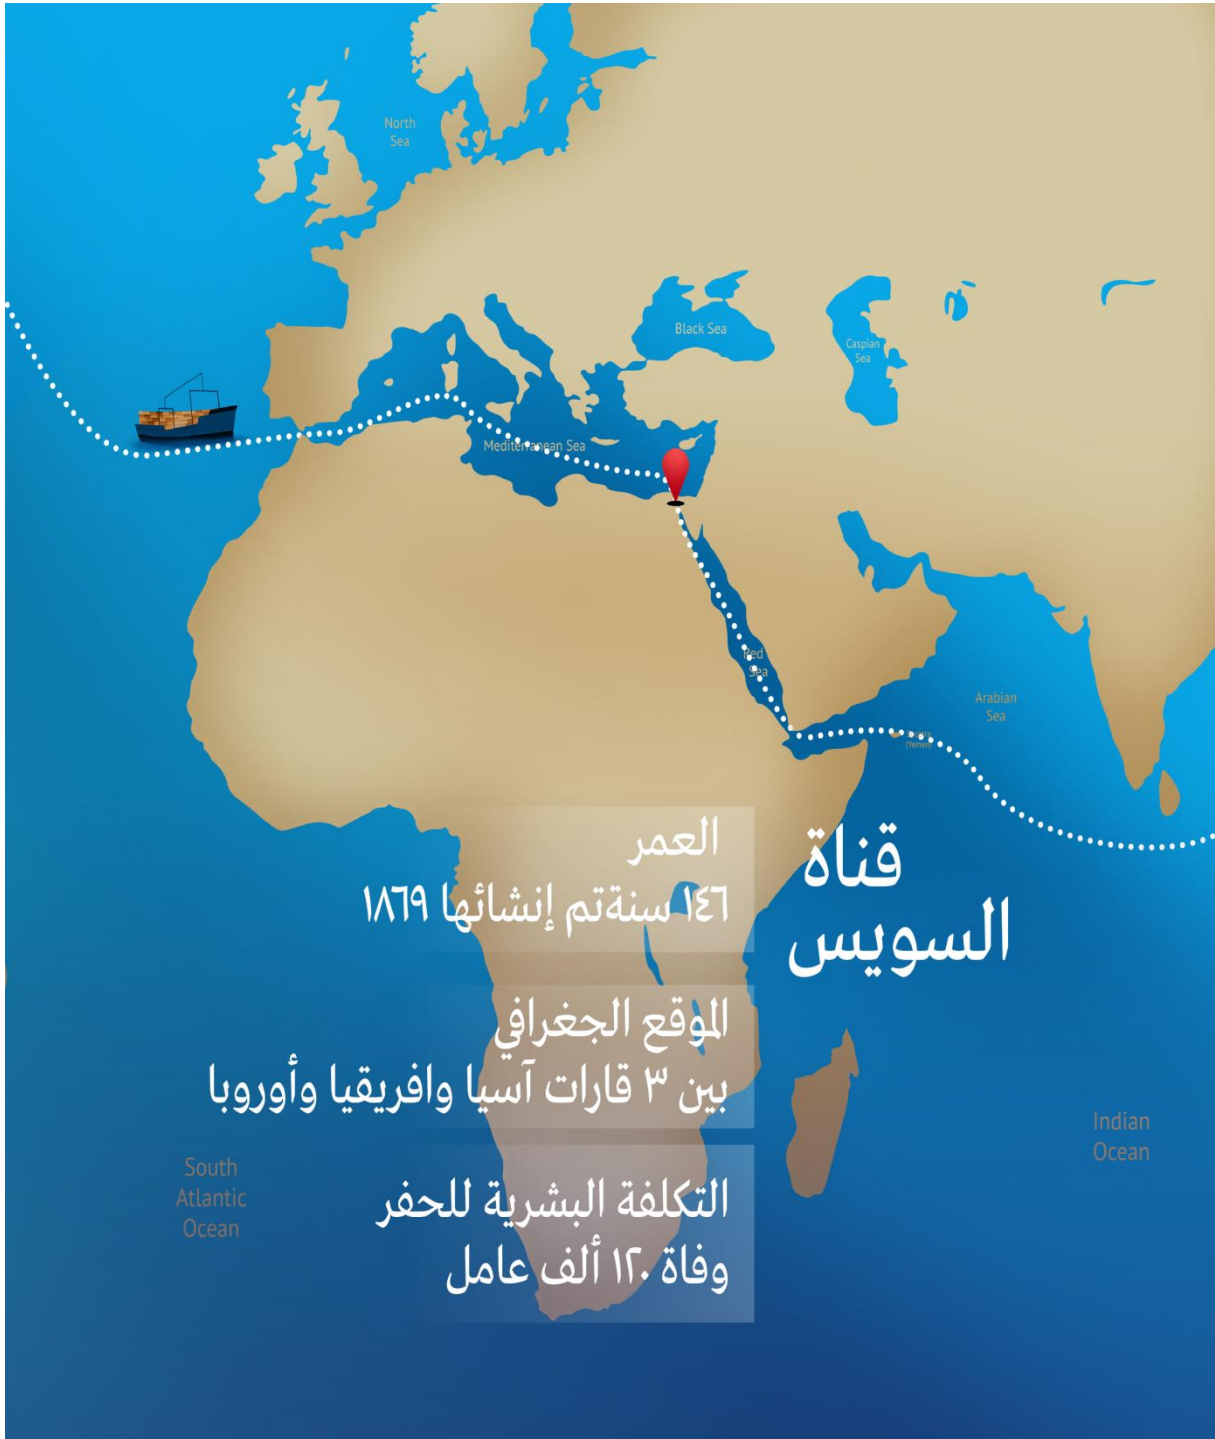 North
Sea
Black Sea
Caspian
Sea
Mediterranean Sea
Red
Sea
Arabian
Sea
(Yemen)
قناة
السويس
العمر
١٤٦ سنةتم إنشائها ١٨٦٩
الموقع الجغرافي
بين ٣ قارات آسيا وافريقيا وأوروبا
التكلفة البشرية للحفر
وفاة ١٢٠ ألف عامل
Indian
Ocean
South
Atlantic
Ocean